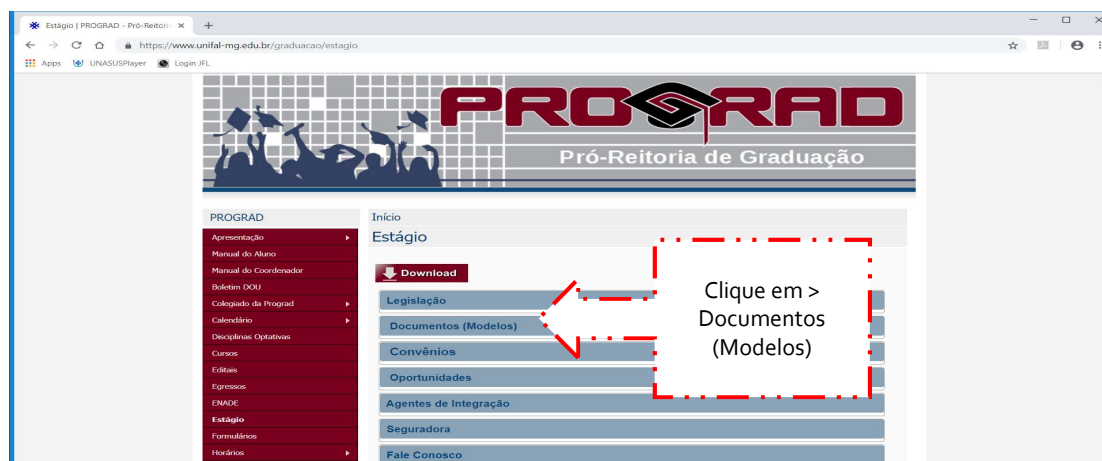 Estágio | PROGRAD - Pró-Reitori
https://www.unifal-mg.edu.br/graduacao/estagio
Apps UNASUSPlayer Login JFL
PROGRAD
Pró-Reitoria de Graduação
PROGRAD
Apresentação
Manual do Aluno
Manual do Coordenador
Boletim DOU
Colegiado da Prograd
Calendário
Disciplinas Optativas
Cursos
Editais
Egressos
ENADE
Estágio
Formulários
Horários
Início
Estágio
Download
Legislação
Documentos (Modelos)
Convênios
Oportunidades
Agentes de Integração
Seguradora
Fale Conosco
Clique em >
Documentos
(Modelos)